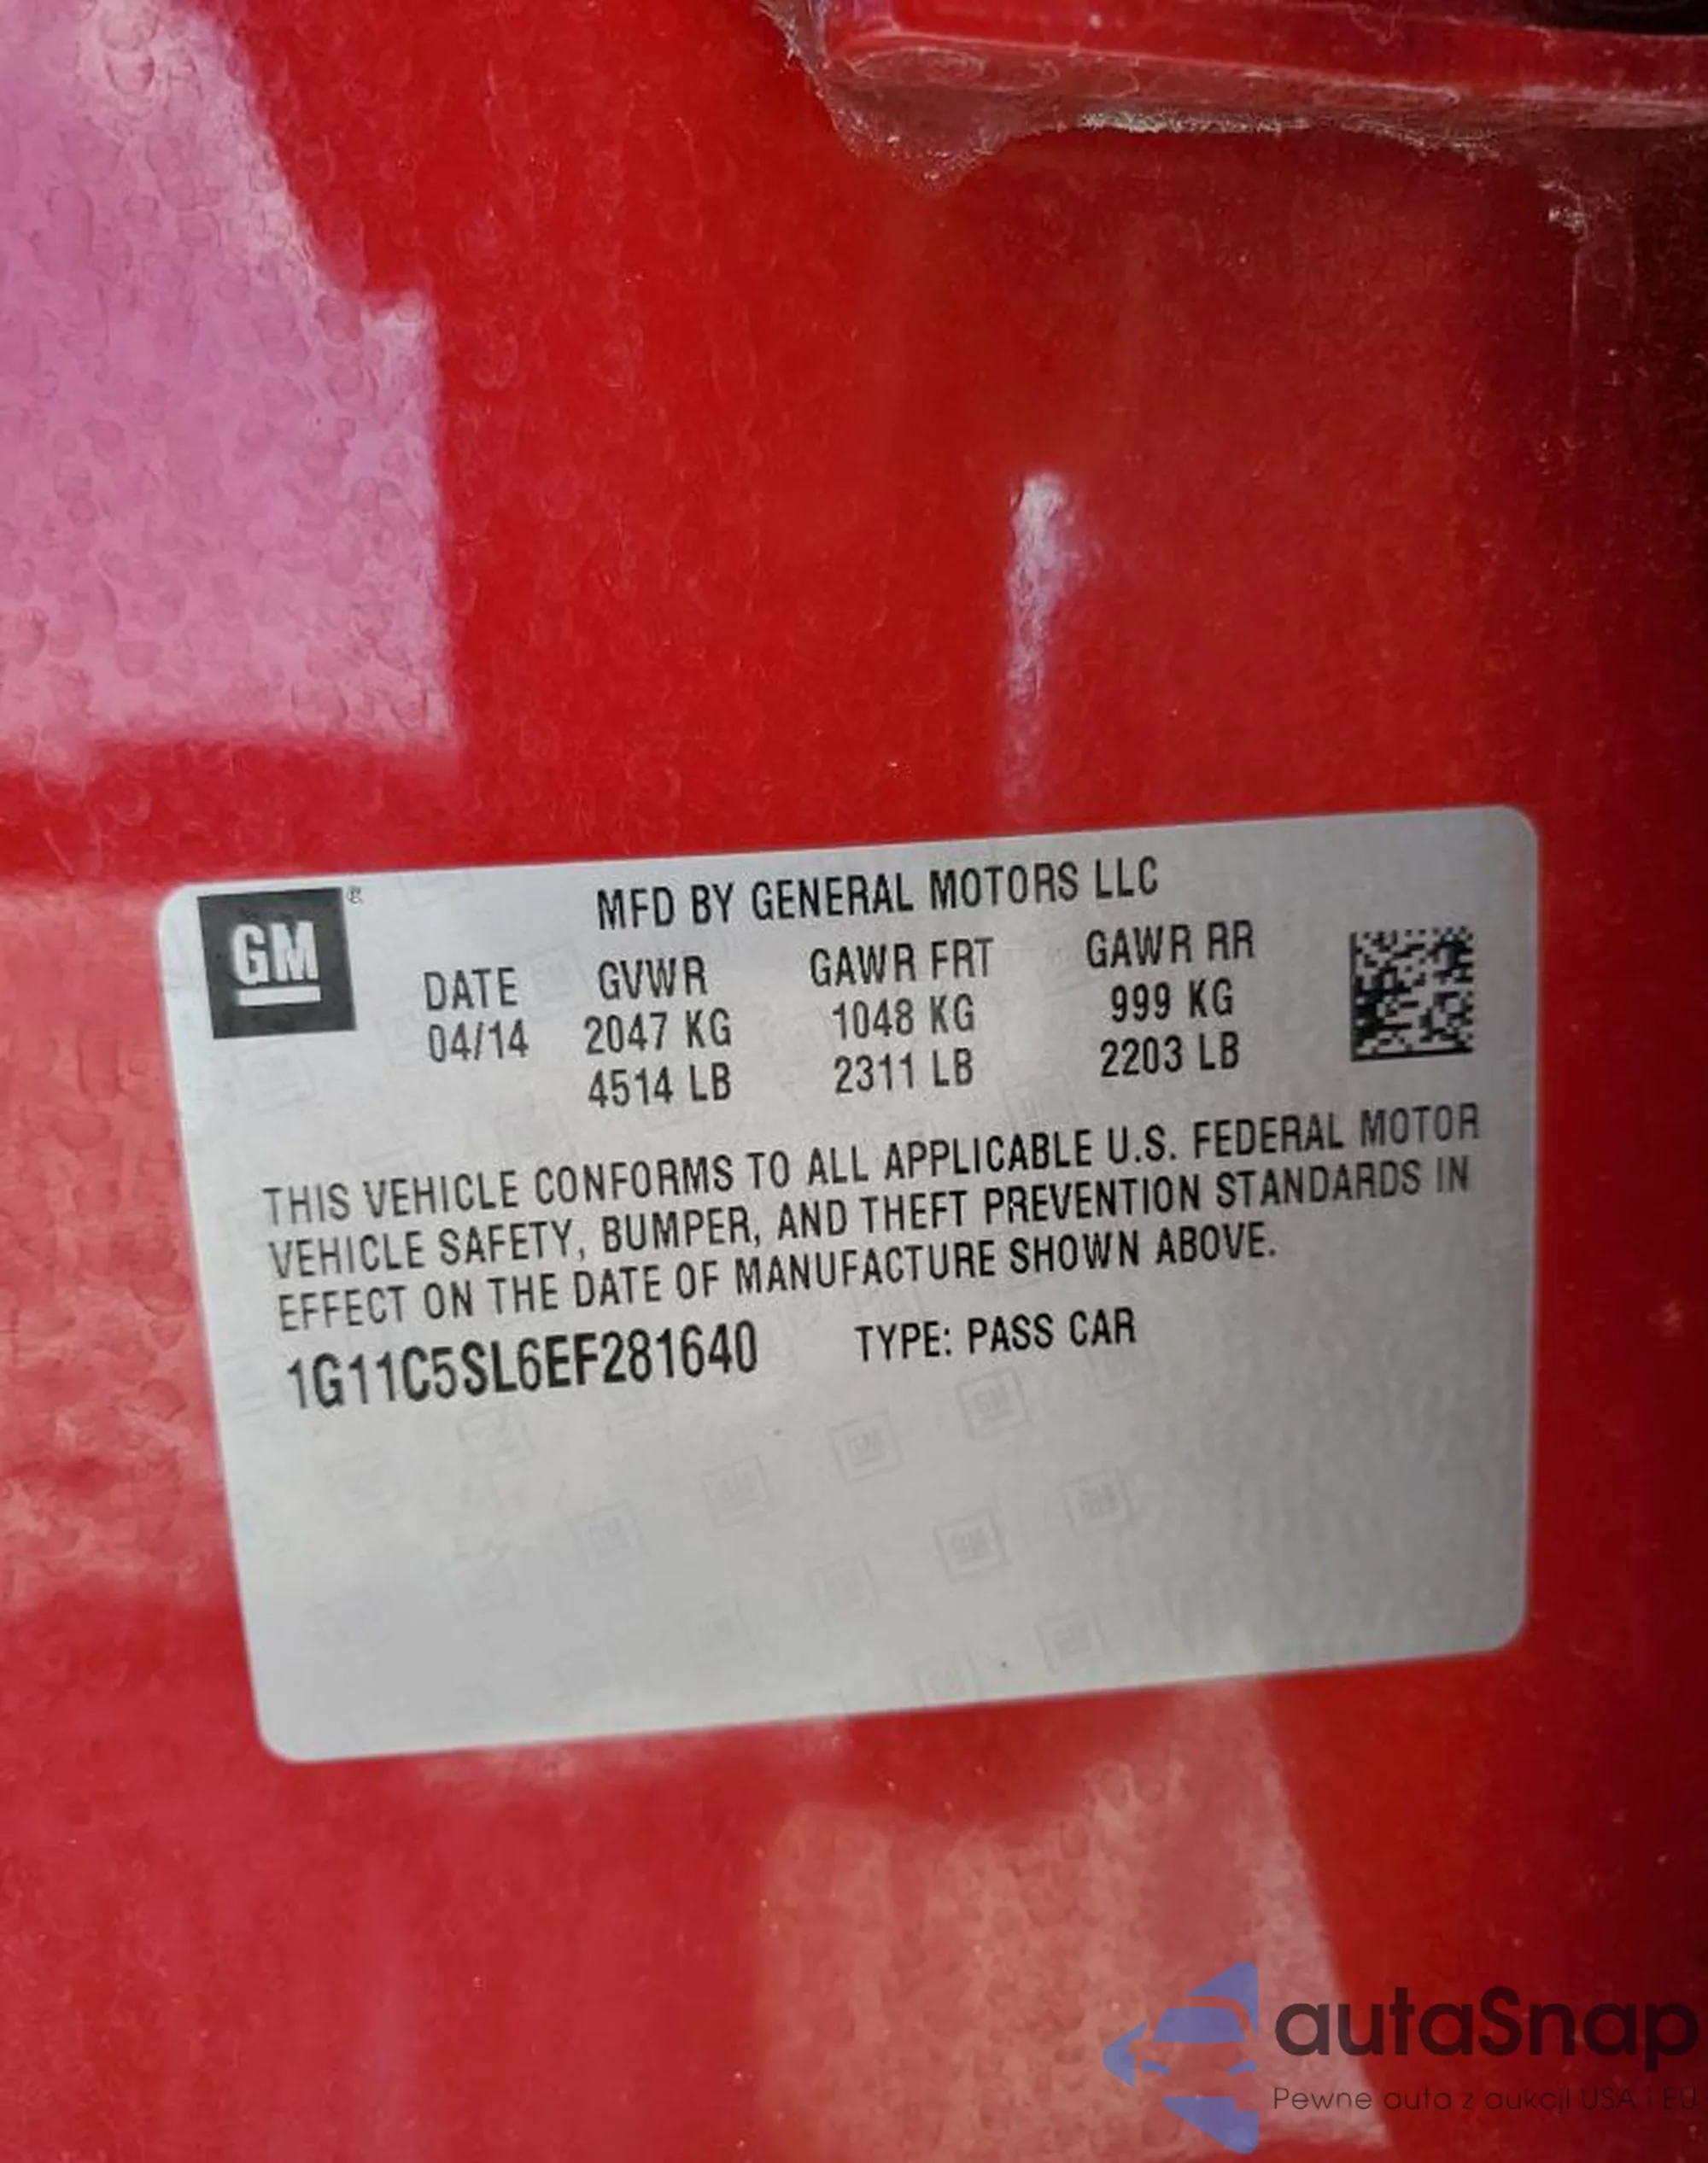 GM ®
MFD BY GENERAL MOTORS LLC
DATE GVWR GAWR FRT GAWR RR
04/14 2047 KG 1048 KG 999 KG
4514 LB 2311 LB 2203 LB
THIS VEHICLE CONFORMS TO ALL APPLICABLE U.S. FEDERAL MOTOR
VEHICLE SAFETY, BUMPER, AND THEFT PREVENTION STANDARDS IN
EFFECT ON THE DATE OF MANUFACTURE SHOWN ABOVE.
1G11C5SL6EF281640 TYPE: PASS CAR
autaSnap
Pewne auta z aukcji USA i EU